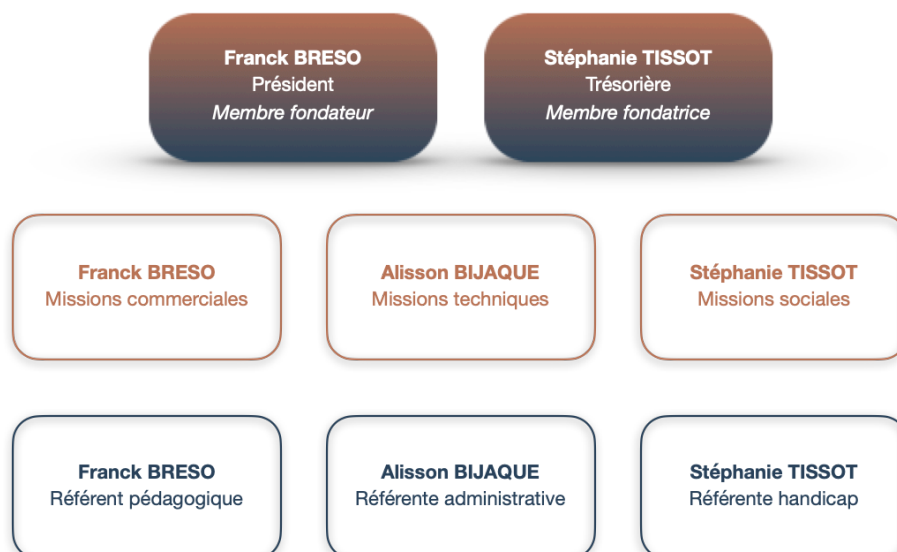 Franck BRESO
Président
Membre fondateur
Stéphanie TISSOT
Trésorière
Membre fondatrice
Franck BRESO
Missions commerciales
Alisson BIJAQUE
Missions techniques
Stéphanie TISSOT
Missions sociales
Franck BRESO
Référent pédagogique
Alisson BIJAQUE
Référente administrative
Stéphanie TISSOT
Référente handicap